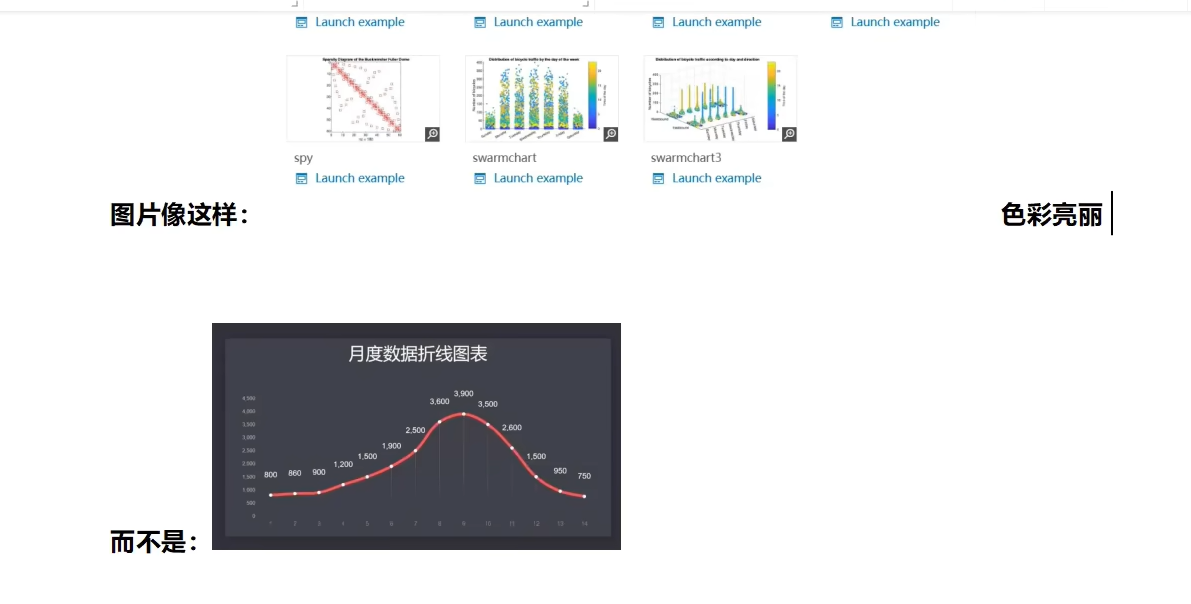 Launch example Launch example Launch example Launch example
Sparsity Diagram of the Buckminster Fuller Dome
Distribution of bicycle traffic by the day of the week
Distribution of bicycle traffic according to day and direction
spy swarmchart swarmchart3
Launch example Launch example Launch example
图片像这样： 色彩亮丽
月度数据折线图表
4,500
4,000
3,500
3,000
2,500
2,000
1,500
1,000
500
0
800 860 900 1,200 1,500 1,900 2,500 3,600 3,900 3,500 2,600 1,500 950 750
1 2 3 4 5 6 7 8 9 10 11 12 13 14
而不是：